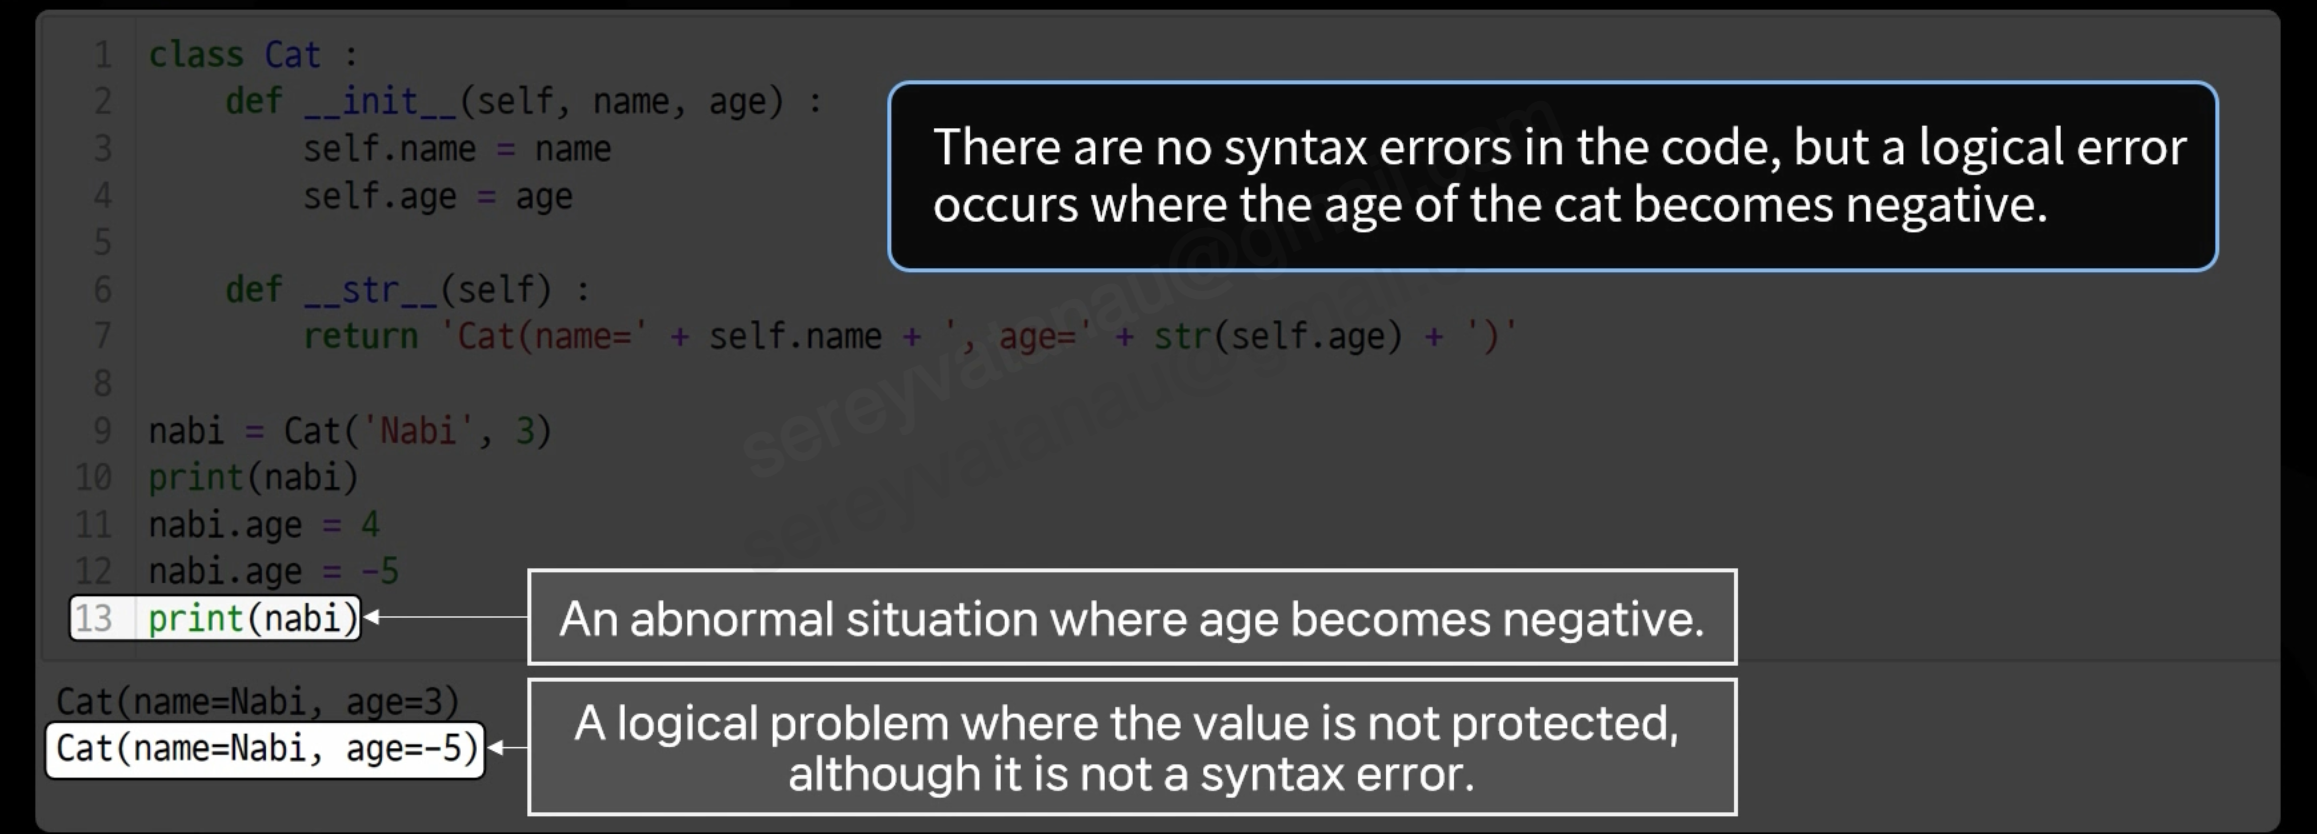 1 class Cat :
2     def __init__(self, name, age) :
3         self.name = name
4         self.age = age
5
6     def __str__(self) :
7         return 'Cat(name=' + self.name + ', age=' + str(self.age) + ')'
8
9 nabi = Cat('Nabi', 3)
10 print(nabi)
11 nabi.age = 4
12 nabi.age = -5
13 print(nabi)
There are no syntax errors in the code, but a logical error
occurs where the age of the cat becomes negative.
An abnormal situation where age becomes negative.
Cat(name=Nabi, age=3)
Cat(name=Nabi, age=-5)
A logical problem where the value is not protected,
although it is not a syntax error.
sereyvatanau@gmail.com
sereyvatanau@gmail.com